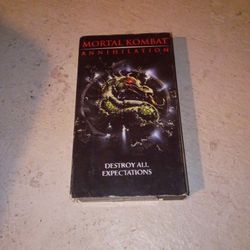 MORTAL KOMBAT
ANNIHILATION
DESTROY ALL
EXPECTATIONS